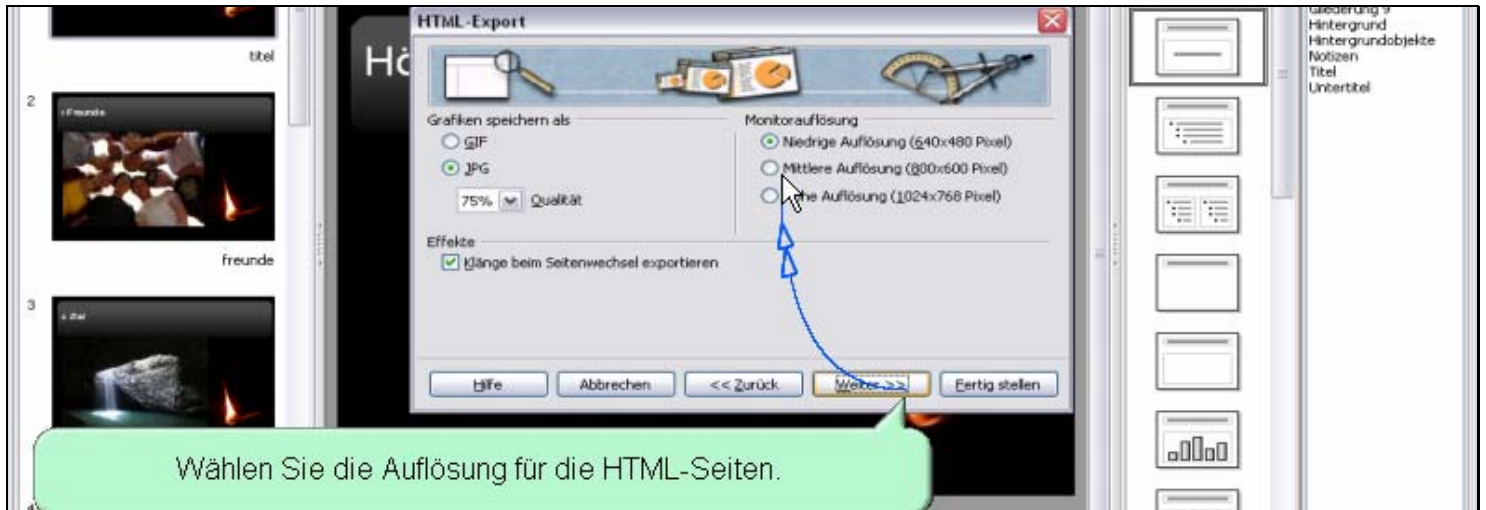 titel
2
Freunde
freunde
3
Ziel
Hö
HTML-Export
Grafiken speichern als
GIF
JPG
75% Qualität
Monitorauflösung
Niedrige Auflösung (640x480 Pixel)
Mittlere Auflösung (800x600 Pixel)
Auflösung (1024x768 Pixel)
Effekte
Klänge beim Seitenwechsel exportieren
Hilfe
Abbrechen
<< Zurück
Weiter >>
Fertig stellen
Wählen Sie die Auflösung für die HTML-Seiten.
Gliederung 9
Hintergrund
Hintergrundobjekte
Notizen
Titel
Untertitel